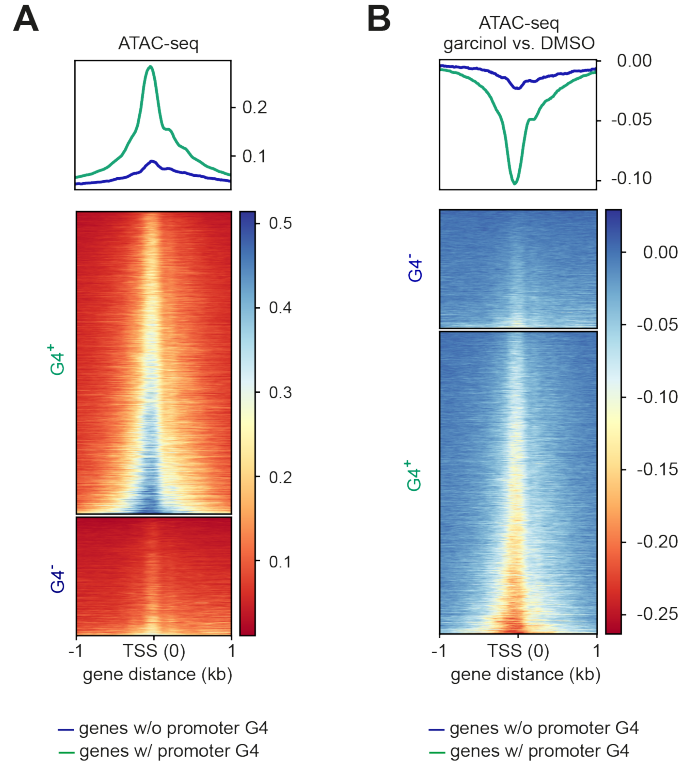 A
ATAC-seq
0.2
0.1
G4+
G4-
0.5
0.4
0.3
0.2
0.1
-1
TSS (0)
1
gene distance (kb)
genes w/o promoter G4
genes w/ promoter G4
B
ATAC-seq
garcinol vs. DMSO
0.00
-0.05
-0.10
G4-
G4+
0.00
-0.05
-0.10
-0.15
-0.20
-0.25
-1
TSS (0)
1
gene distance (kb)
genes w/o promoter G4
genes w/ promoter G4